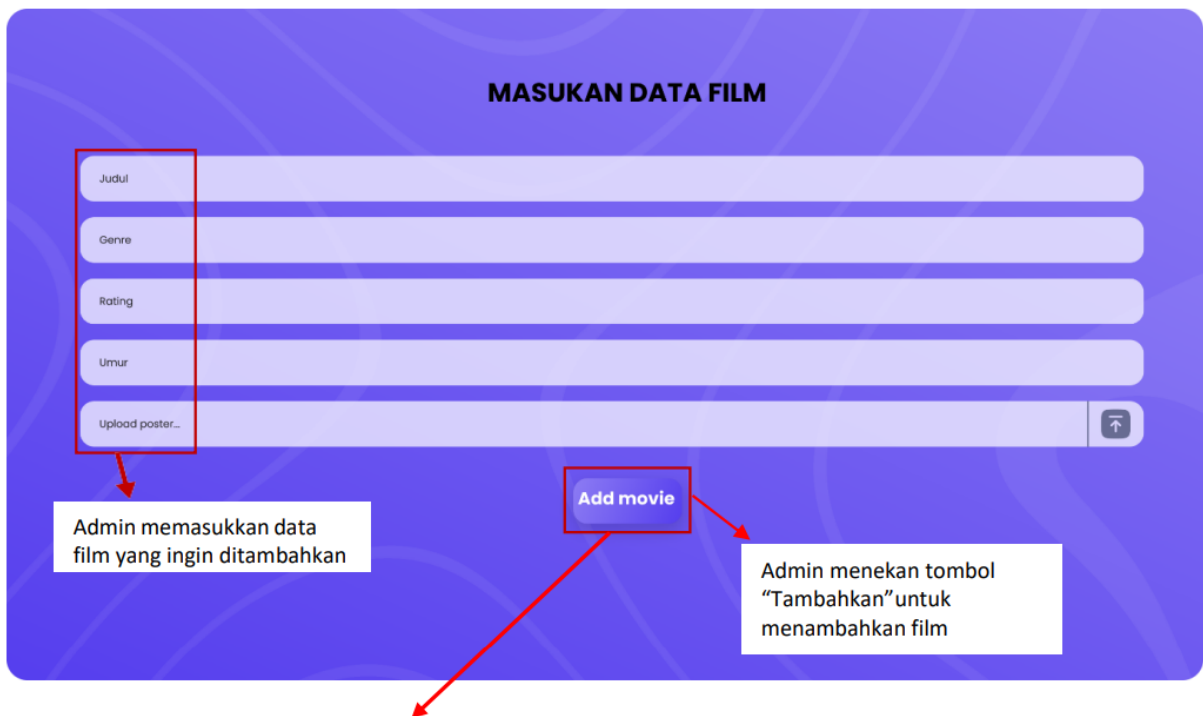 MASUKAN DATA FILM
Judul
Genre
Rating
Umur
Upload poster...
Add movie
Admin memasukkan data
film yang ingin ditambahkan
Admin menekan tombol
“Tambahkan”untuk
menambahkan film